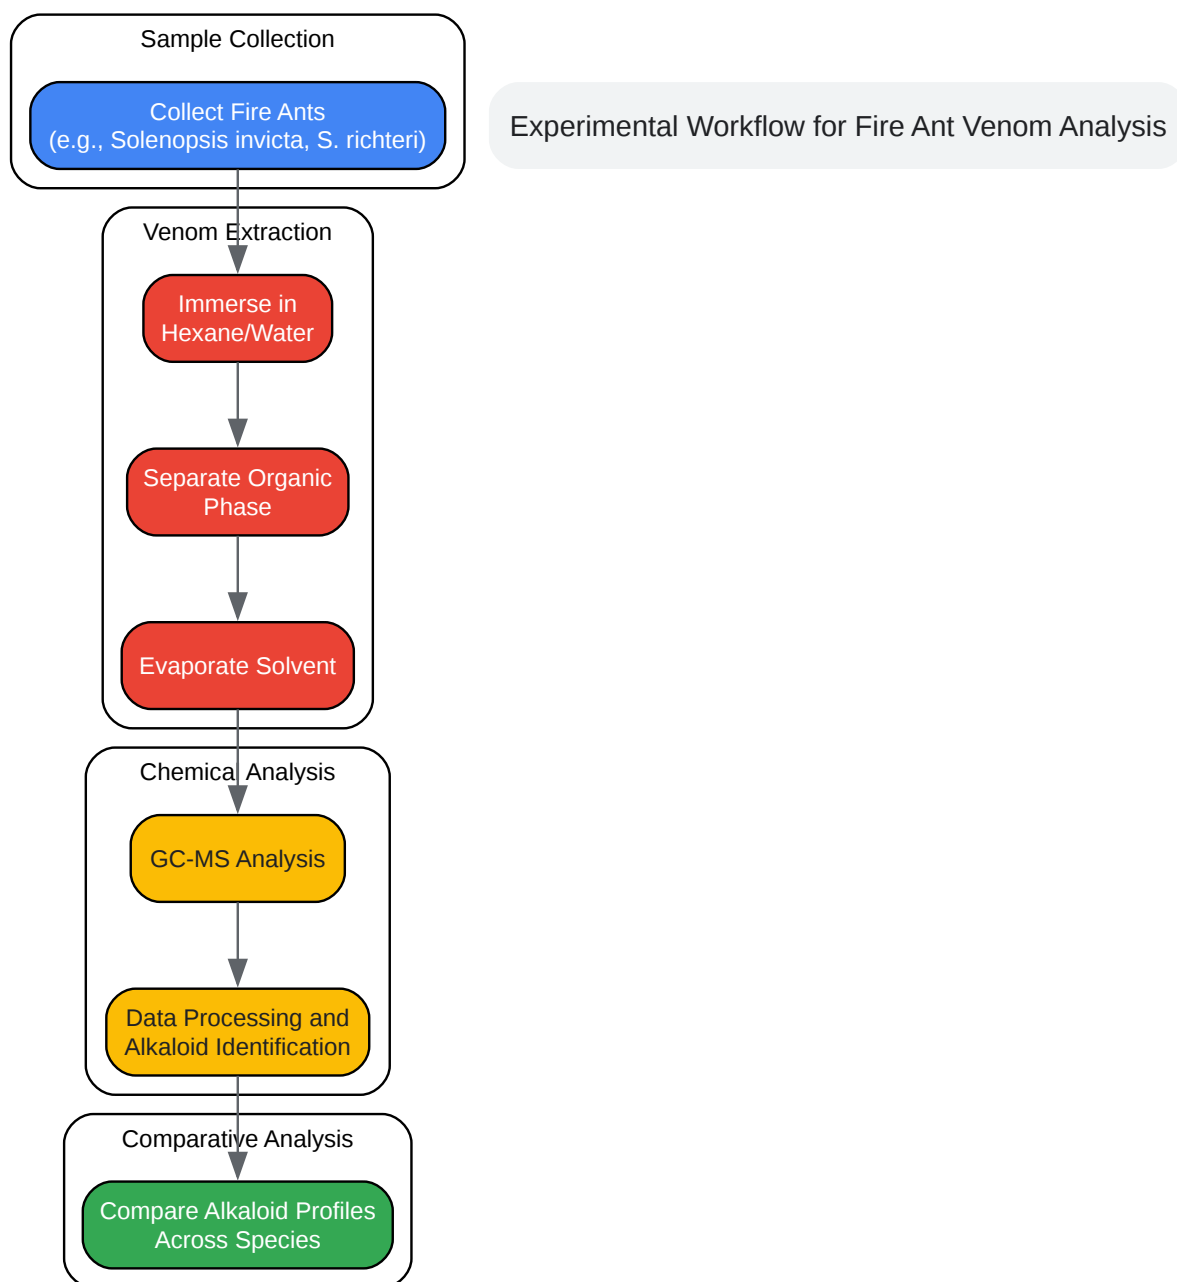 Sample Collection
Collect Fire Ants
(e.g., Solenopsis invicta, S. richteri)
Experimental Workflow for Fire Ant Venom Analysis
Venom Extraction
Immerse in
Hexane/Water
Separate Organic
Phase
Evaporate Solvent
Chemical Analysis
GC-MS Analysis
Data Processing and
Alkaloid Identification
Comparative Analysis
Compare Alkaloid Profiles
Across Species